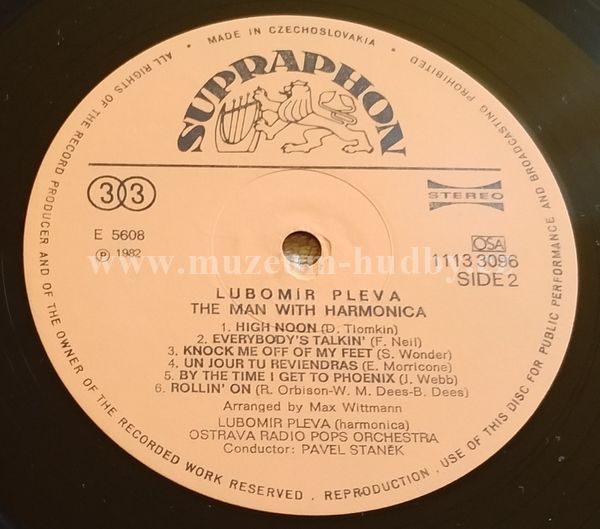 ALL RIGHTS OF THE RECORD PRODUCER AND OF THE OWNER OF THE RECORDED WORK RESERVED . REPRODUCTION, USE OF THIS DISC FOR PUBLIC PERFORMANCE AND BROADCASTING PROHIBITED
• MADE IN CZECHOSLOVAKIA •
SUPRAPHON
33
STEREO
E 5608
℗ 1982
OSA
1113 3096
SIDE 2
www.muzeum-hudby.cz
LUBOMÍR PLEVA
THE MAN WITH HARMONICA
1. HIGH NOON (D. Tiomkin)
2. EVERYBODY'S TALKIN' (F. Neil)
3. KNOCK ME OFF OF MY FEET (S. Wonder)
4. UN JOUR TU REVIENDRAS (E. Morricone)
5. BY THE TIME I GET TO PHOENIX (J. Webb)
6. ROLLIN' ON (R. Orbison-W. M. Dees-B. Dees)
Arranged by Max Wittmann
LUBOMÍR PLEVA (harmonica)
OSTRAVA RADIO POPS ORCHESTRA
Conductor: PAVEL STANĚK